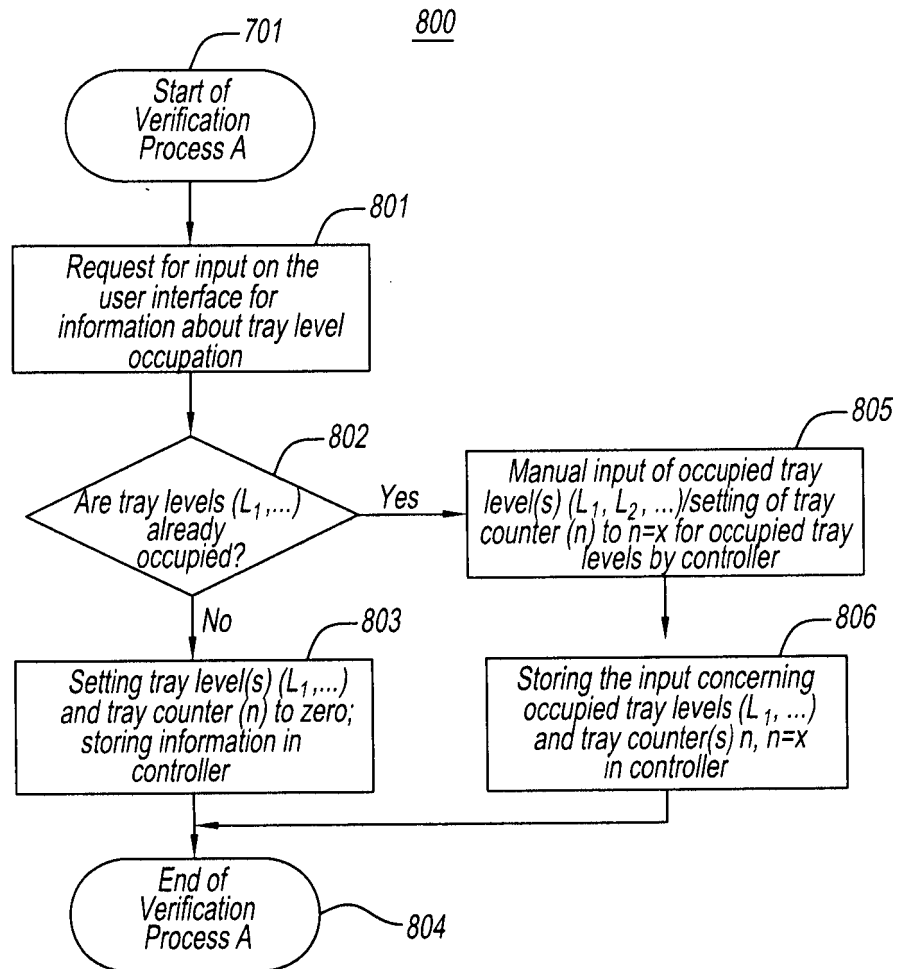 800
701
Start of
Verification
Process A
801
Request for input on the
user interface for
information about tray level
occupation
802
Are tray levels (L₁,...)
already
occupied?
Yes
805
Manual input of occupied tray
level(s) (L₁, L₂, ...)/setting of tray
counter (n) to n=x for occupied tray
levels by controller
No
803
Setting tray level(s) (L₁,...)
and tray counter (n) to zero;
storing information in
controller
806
Storing the input concerning
occupied tray levels (L₁, ...)
and tray counter(s) n, n=x
in controller
End of
Verification
Process A
804